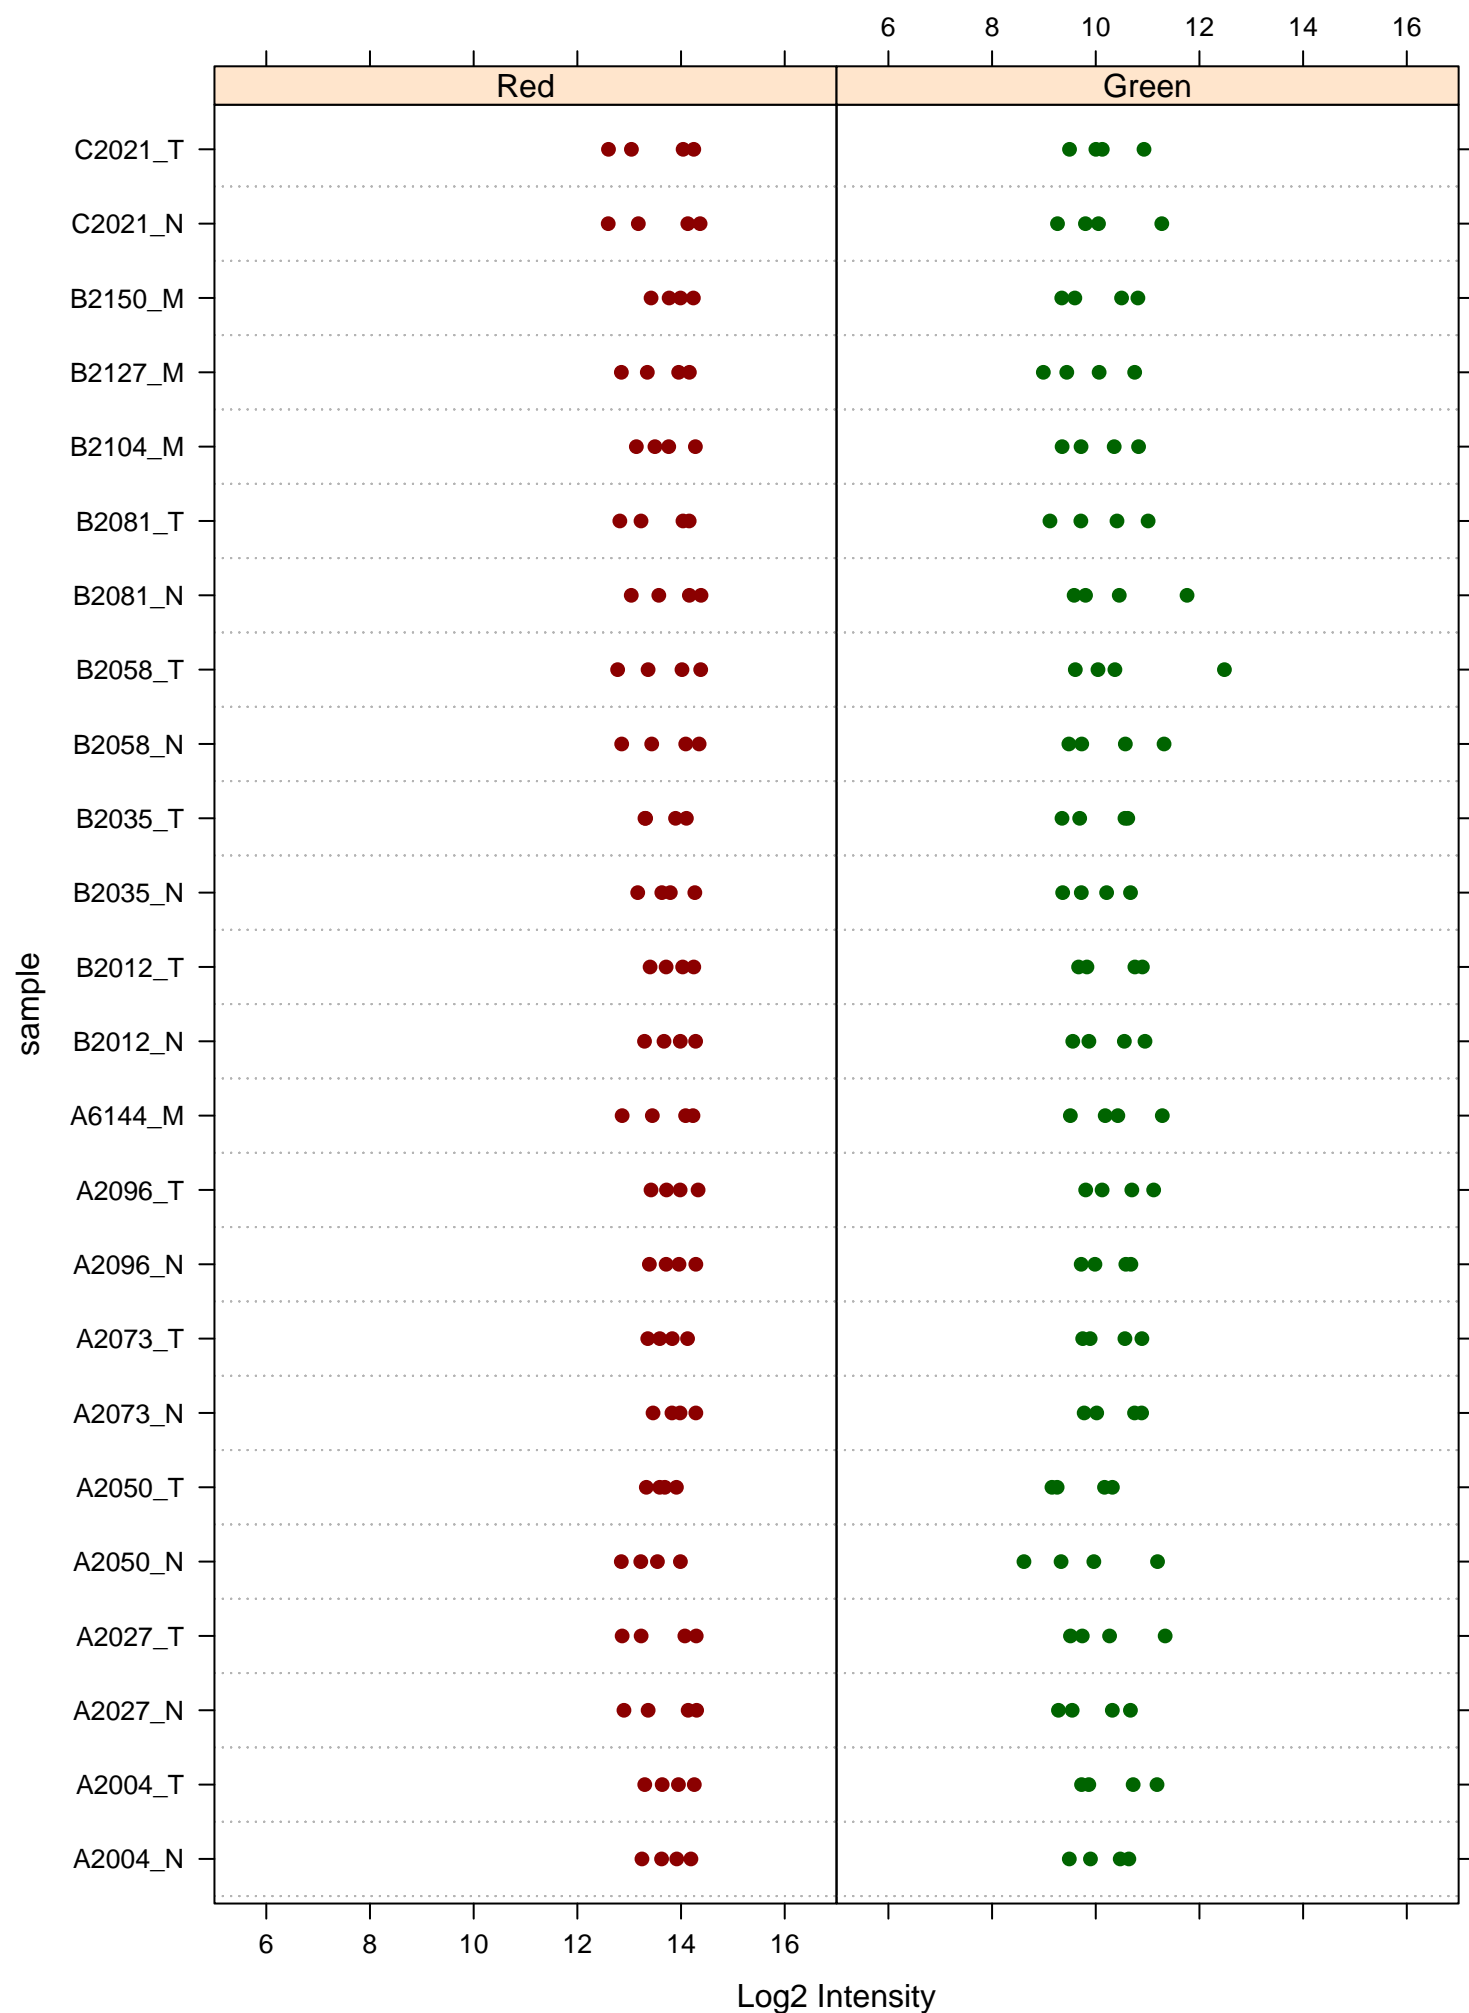 6 8 10 12 14 16
Red Green
C2021_T
C2021_N
B2150_M
B2127_M
B2104_M
B2081_T
B2081_N
B2058_T
B2058_N
B2035_T
B2035_N
B2012_T
B2012_N
A6144_M
A2096_T
A2096_N
A2073_T
A2073_N
A2050_T
A2050_N
A2027_T
A2027_N
A2004_T
A2004_N
sample
6 8 10 12 14 16
Log2 Intensity